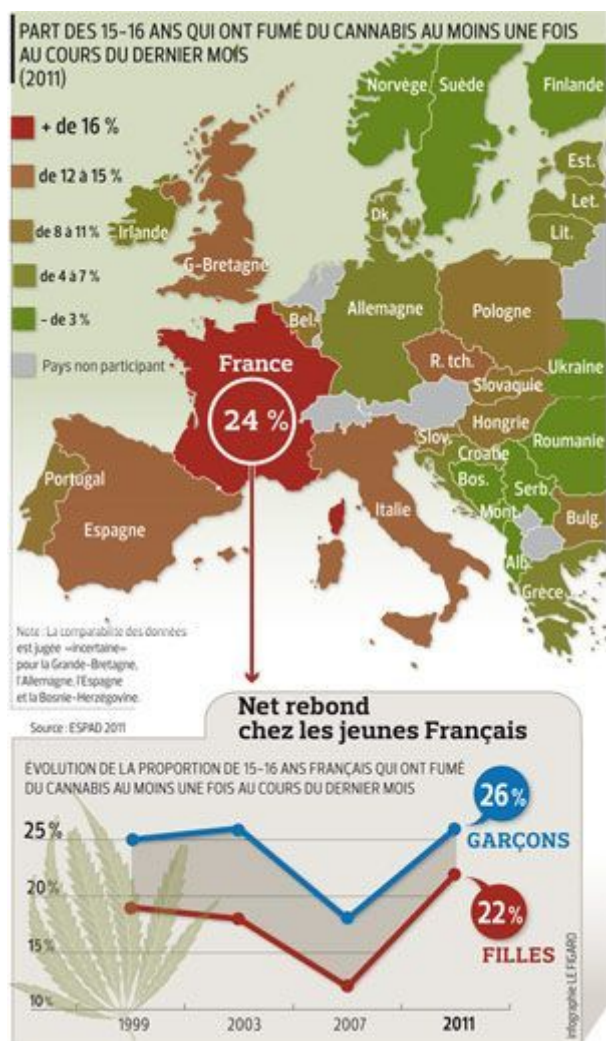 PART DES 15-16 ANS QUI ONT FUMÉ DU CANNABIS AU MOINS UNE FOIS
AU COURS DU DERNIER MOIS
(2011)
+ de 16 %
de 12 à 15 %
de 8 à 11 %
de 4 à 7 %
- de 3 %
Pays non participant
Norvège
Suède
Finlande
Est.
Let.
Lit.
Dk
Irlande
G-Bretagne
Bel.
Allemagne
Pologne
France
24 %
R. tch.
Ukraine
Slovaquie
Hongrie
Roumanie
Slov.
Croatie
Bos.
Serb.
Mont.
Bulg.
Alb.
Grèce
Italie
Portugal
Espagne
Note : La comparabilité des données
est jugée «incertaine»
pour la Grande-Bretagne,
l'Allemagne, l'Espagne
et la Bosnie-Herzégovine.
Source : ESPAD 2011
Net rebond
chez les jeunes Français
ÉVOLUTION DE LA PROPORTION DE 15-16 ANS FRANÇAIS QUI ONT FUMÉ
DU CANNABIS AU MOINS UNE FOIS AU COURS DU DERNIER MOIS
25%
20%
15%
10%
26%
GARÇONS
22%
FILLES
1999
2003
2007
2011
Infographie LE FIGARO